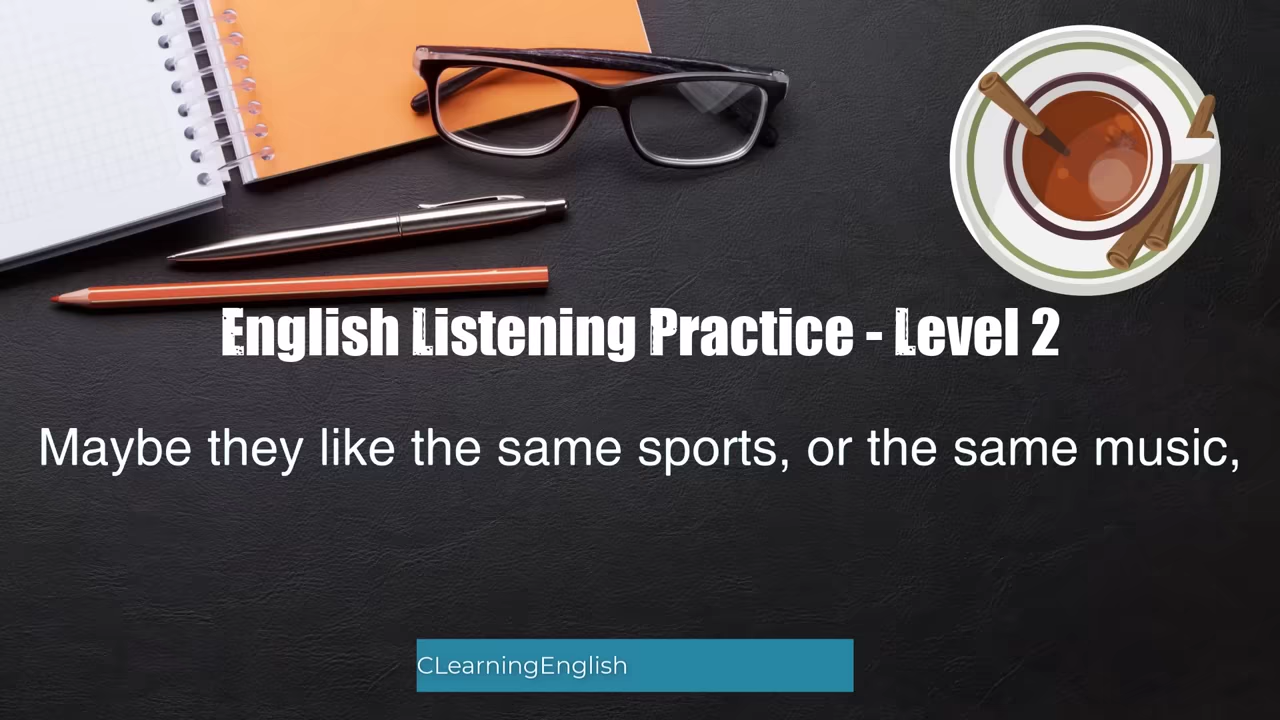 English Listening Practice - Level 2
Maybe they like the same sports, or the same music,
CLearningEnglish